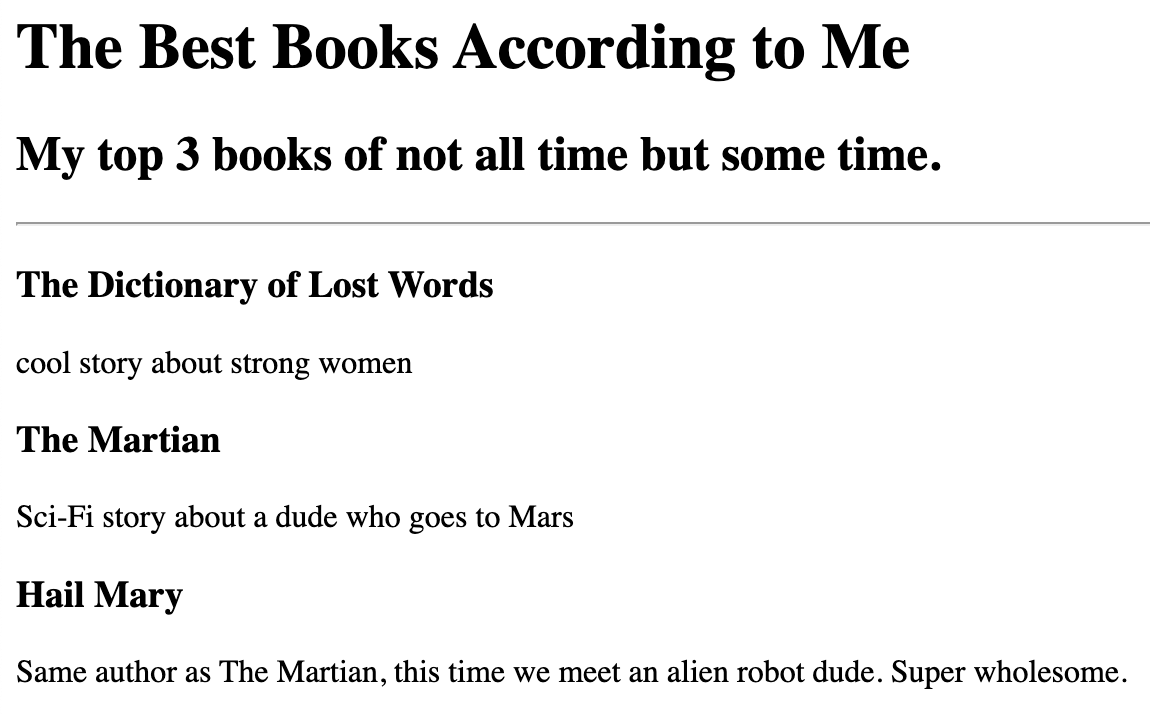 The Best Books According to Me
My top 3 books of not all time but some time.
The Dictionary of Lost Words
cool story about strong women
The Martian
Sci-Fi story about a dude who goes to Mars
Hail Mary
Same author as The Martian, this time we meet an alien robot dude. Super wholesome.